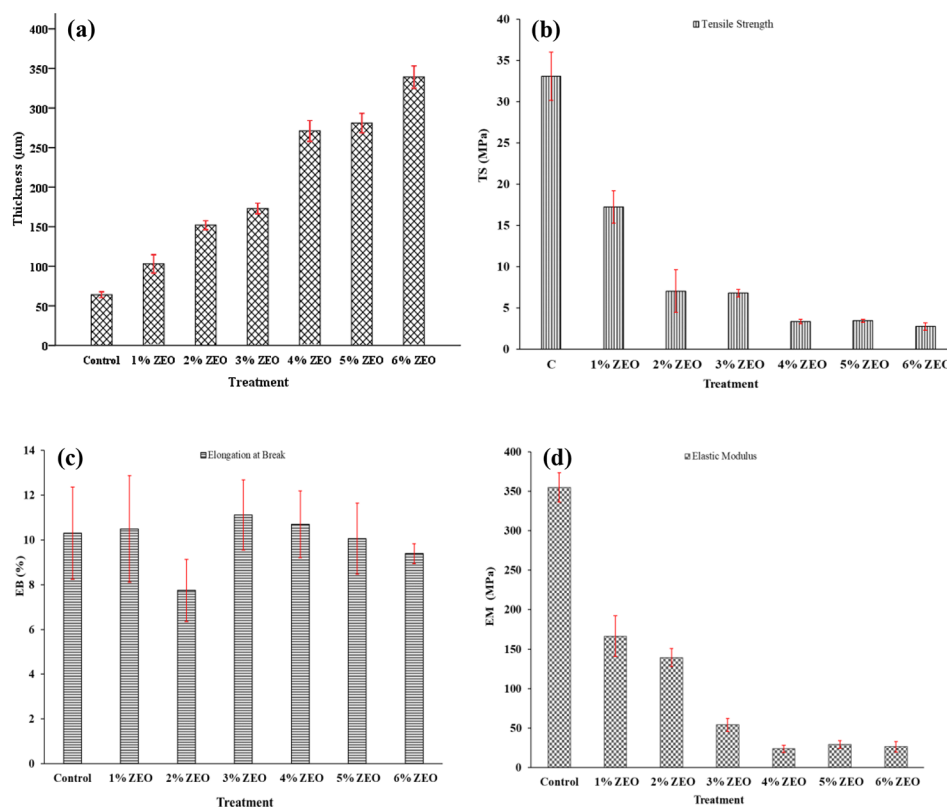 (a)
400
350
300
250
200
150
100
50
0
Thickness (µm)
Control 1% ZEO 2% ZEO 3% ZEO 4% ZEO 5% ZEO 6% ZEO
Treatment
(b)
Tensile Strength
40
35
30
25
20
15
10
5
0
TS (MPa)
C 1% ZEO 2% ZEO 3% ZEO 4% ZEO 5% ZEO 6% ZEO
Treatment
(c)
Elongation at Break
14
12
10
8
6
4
2
0
EB (%)
Control 1% ZEO 2% ZEO 3% ZEO 4% ZEO 5% ZEO 6% ZEO
Treatment
(d)
Elastic Modulus
400
350
300
250
200
150
100
50
0
EM (MPa)
Control 1% ZEO 2% ZEO 3% ZEO 4% ZEO 5% ZEO 6% ZEO
Treatment